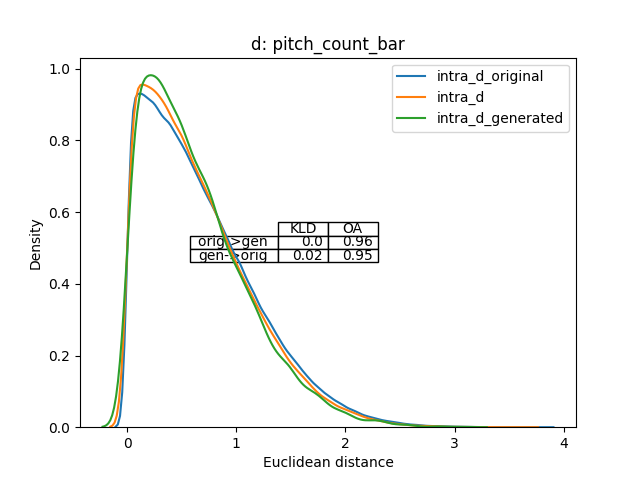 d: pitch_count_bar
1.0
0.8
0.6
0.4
0.2
0.0
Density
intra_d_original
intra_d
intra_d_generated
KLD OA
orig->gen 0.0 0.96
gen->orig 0.02 0.95
0 1 2 3 4
Euclidean distance